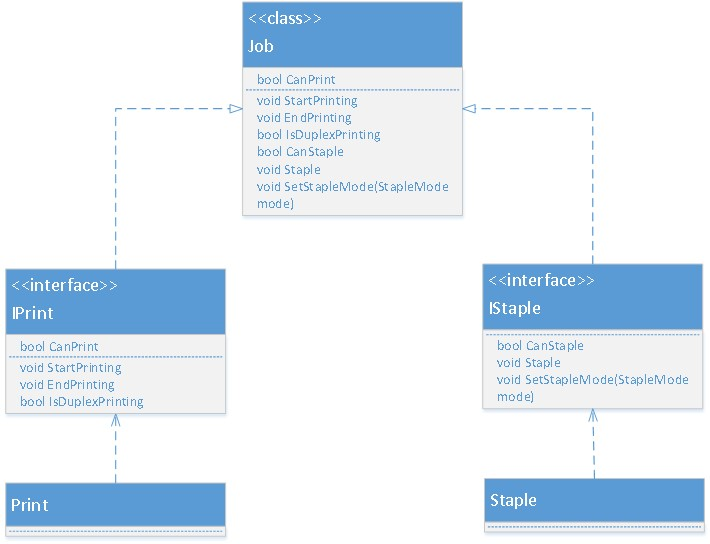 <<class>>
Job
bool CanPrint
void StartPrinting
void EndPrinting
bool IsDuplexPrinting
bool CanStaple
void Staple
void SetStapleMode(StapleMode
mode)
<<interface>>
IPrint
bool CanPrint
void StartPrinting
void EndPrinting
bool IsDuplexPrinting
<<interface>>
IStaple
bool CanStaple
void Staple
void SetStapleMode(StapleMode
mode)
Print
Staple